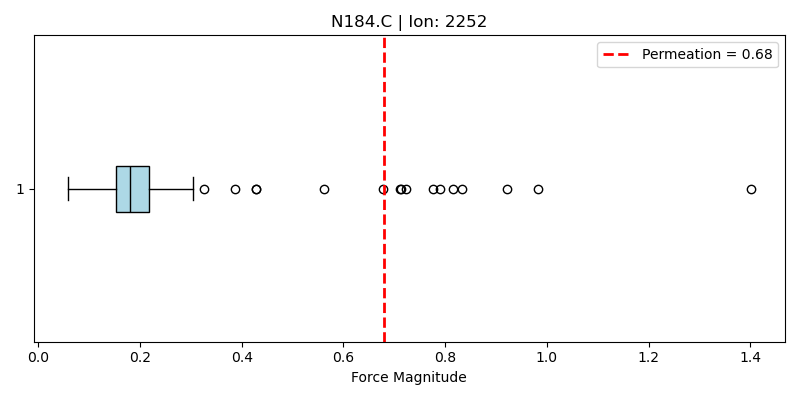 N184.C | Ion: 2252
Permeation = 0.68
1
0.0 0.2 0.4 0.6 0.8 1.0 1.2 1.4
Force Magnitude